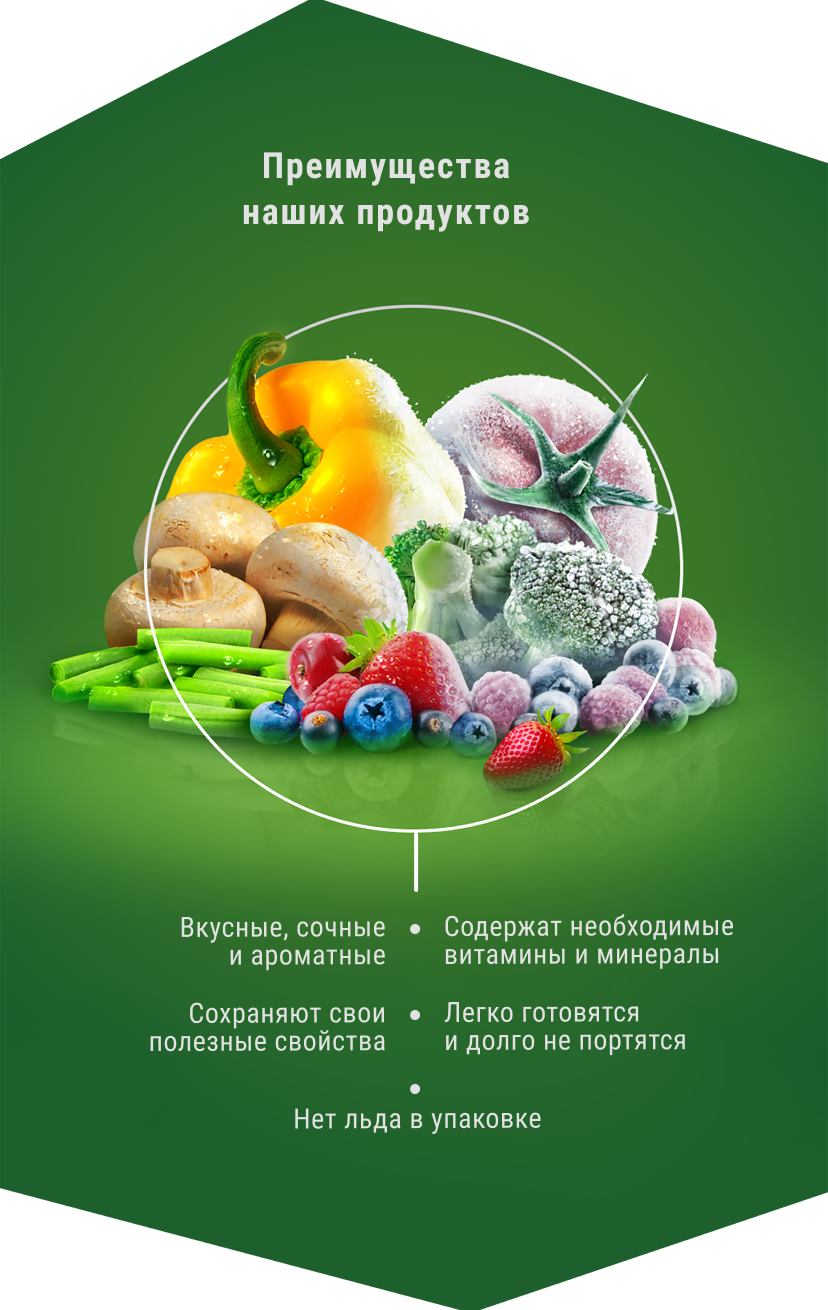 Преимущества
наших продуктов
Вкусные, сочные
и ароматные
Содержат необходимые
витамины и минералы
Сохраняют свои
полезные свойства
Легко готовятся
и долго не портятся
Нет льда в упаковке